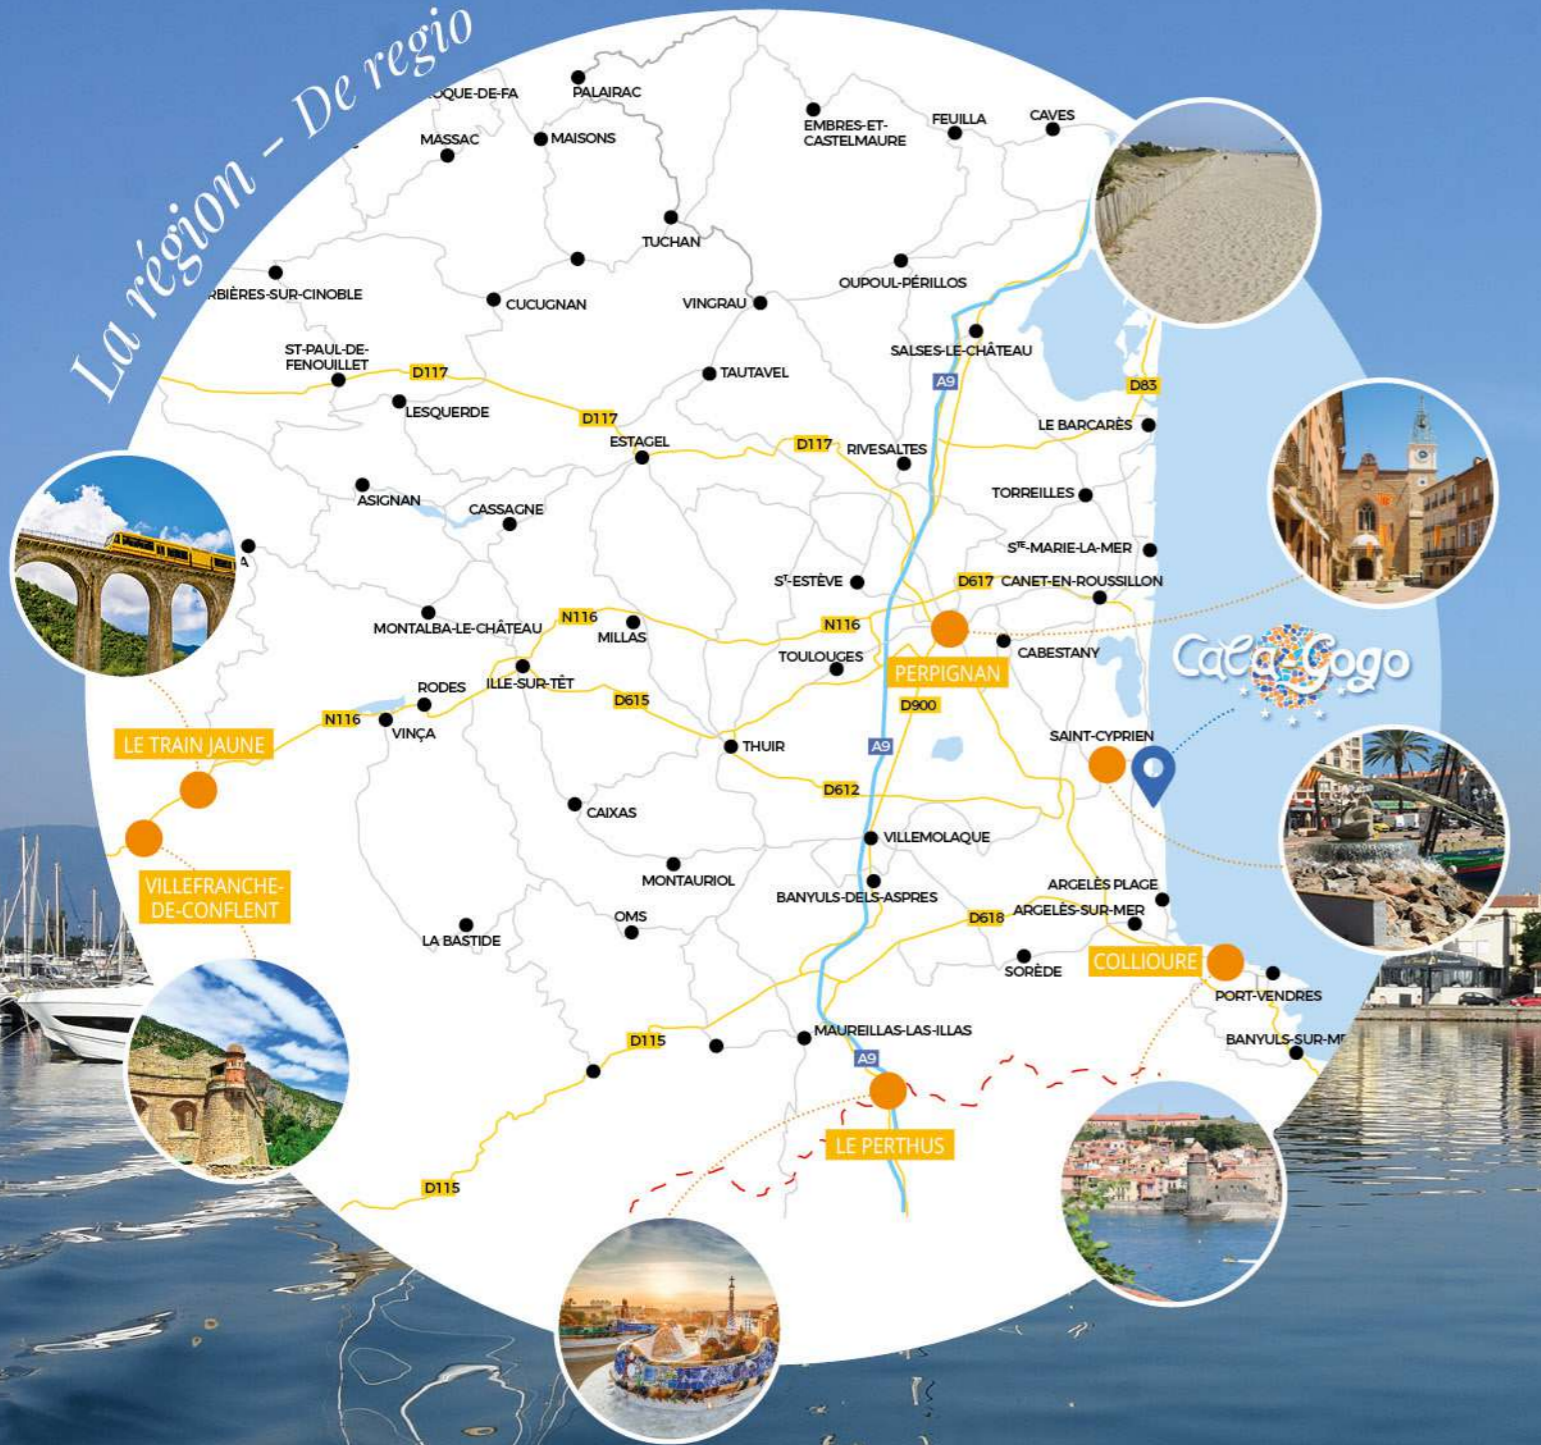 La région - De regio
OQUE-DE-FA
PALAIRAC
MASSAC
MAISONS
EMBRES-ET-
CASTELMAURE
FEUILLA
CAVES
TUCHAN
RBIÈRES-SUR-CINOBLE
CUCUGNAN
VINGRAU
OUPOUL-PÉRILLOS
ST-PAUL-DE-
FENOUILLET
SALSES-LE-CHÂTEAU
D117
TAUTAVEL
A9
D83
LESQUERDE
D117
LE BARCARÈS
ESTAGEL
D117
RIVESALTES
ASIGNAN
CASSAGNE
TORREILLES
A
STE-MARIE-LA-MER
ST-ESTÈVE
D617
CANET-EN-ROUSSILLON
MONTALBA-LE-CHÂTEAU
N116
MILLAS
N116
TOULOUGES
CABESTANY
Cala-Gogo
PERPIGNAN
RODES
ILLE-SUR-TÊT
D615
D900
N116
VINÇA
LE TRAIN JAUNE
THUIR
A9
SAINT-CYPRIEN
D612
CAIXAS
VILLEMOLAQUE
MONTAURIOL
VILLEFRANCHE-
DE-CONFLENT
BANYULS-DELS-ASPRES
ARGELÈS PLAGE
ARGELÈS-SUR-MER
OMS
D618
LA BASTIDE
SORÈDE
COLLIOURE
PORT-VENDRES
D115
MAUREILLAS-LAS-ILLAS
BANYULS-SUR-ME
A9
LE PERTHUS
D115